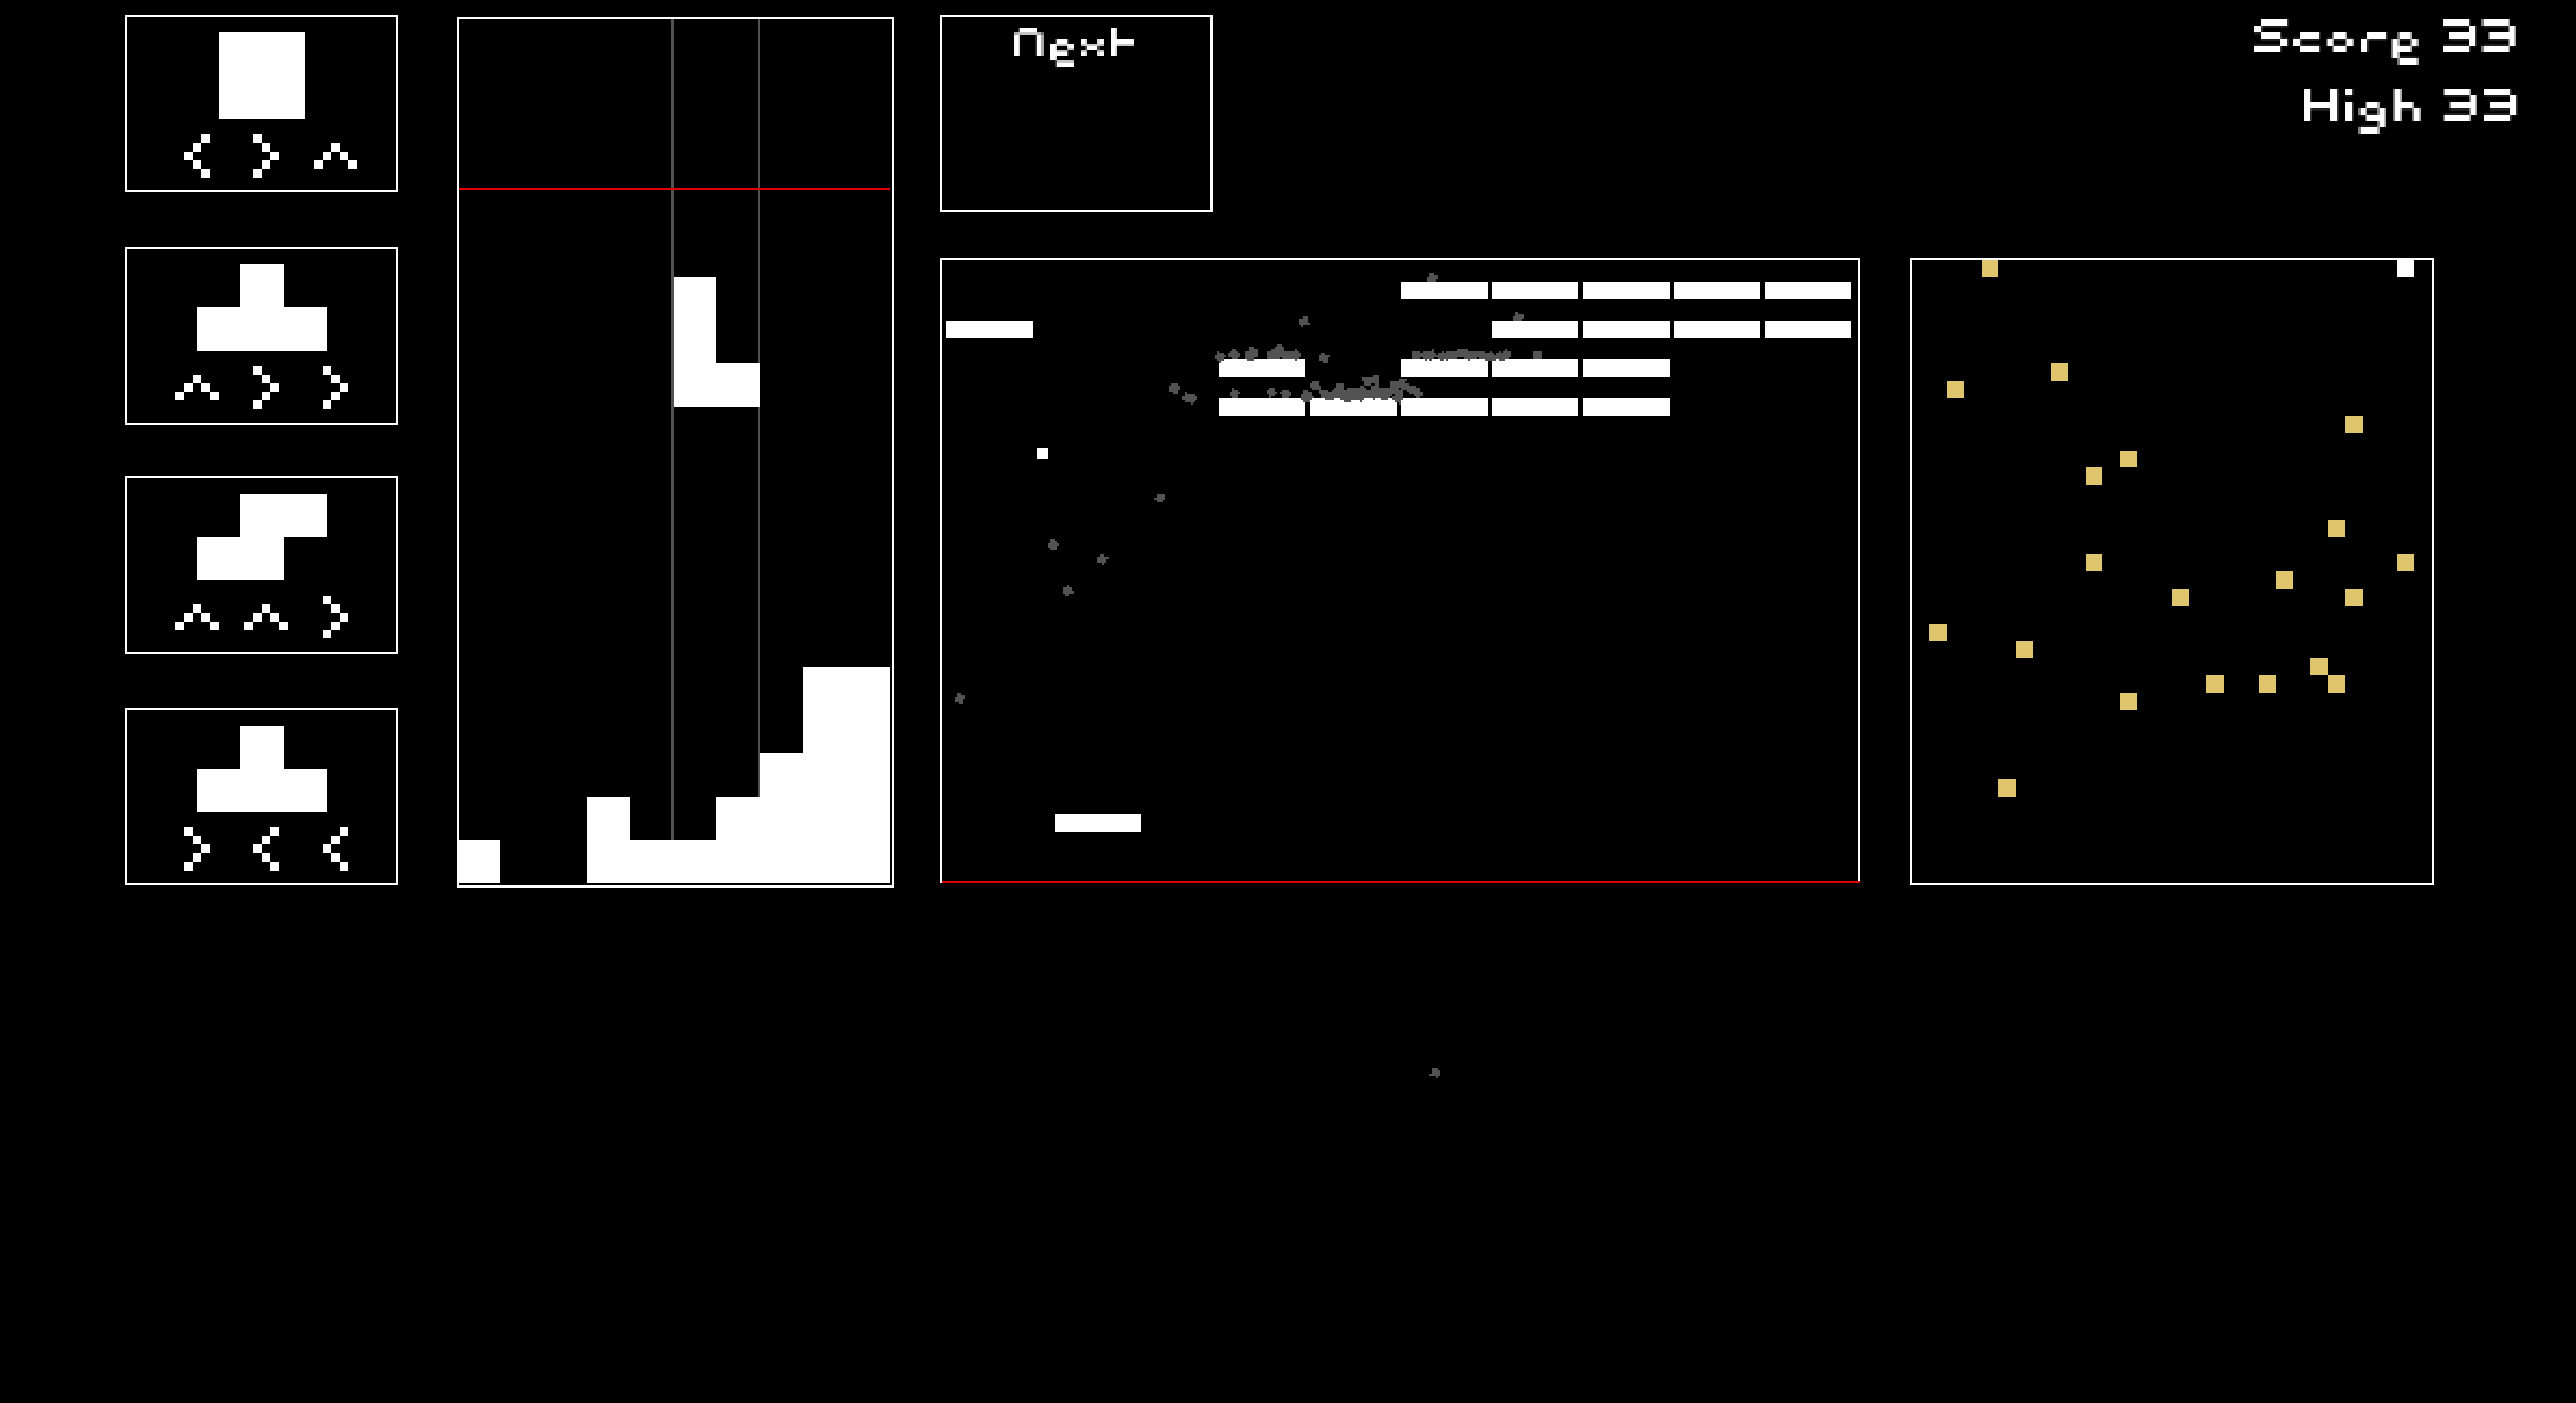 Next
Score 33
High 33
< > ^
^ > >
^ ^ >
> < <